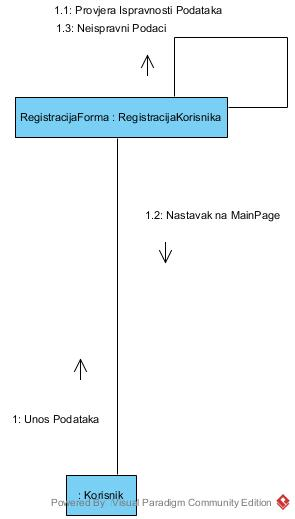 1.1: Provjera Ispravnosti Podataka
1.3: Neispravni Podaci
RegistracijaForma : RegistracijaKorisnika
1.2: Nastavak na MainPage
1: Unos Podataka
: Korisnik
Powered By Visual Paradigm Community Edition